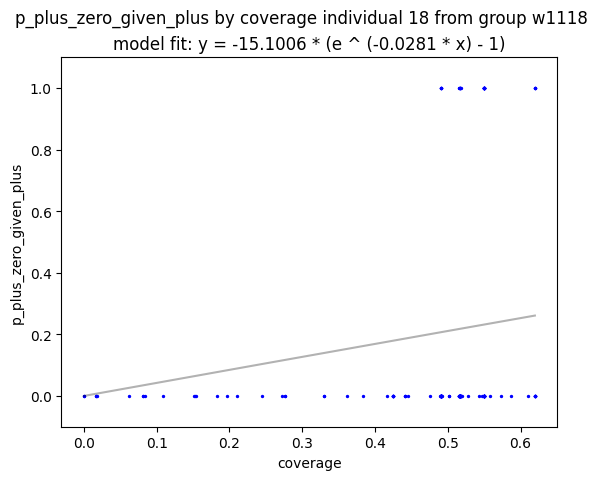 p_plus_zero_given_plus by coverage individual 18 from group w1118
model fit: y = -15.1006 * (e ^ (-0.0281 * x) - 1)
1.0
0.8
0.6
0.4
0.2
0.0
p_plus_zero_given_plus
0.0 0.1 0.2 0.3 0.4 0.5 0.6
coverage